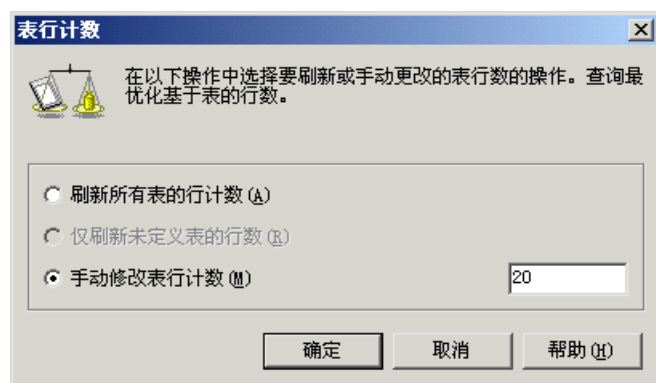 表行计数
在以下操作中选择要刷新或手动更改的表行数的操作。查询最
优化基于表的行数。
刷新所有表的行计数(A)
仅刷新未定义表的行数(R)
手动修改表行计数(M)
20
确定
取消
帮助(H)